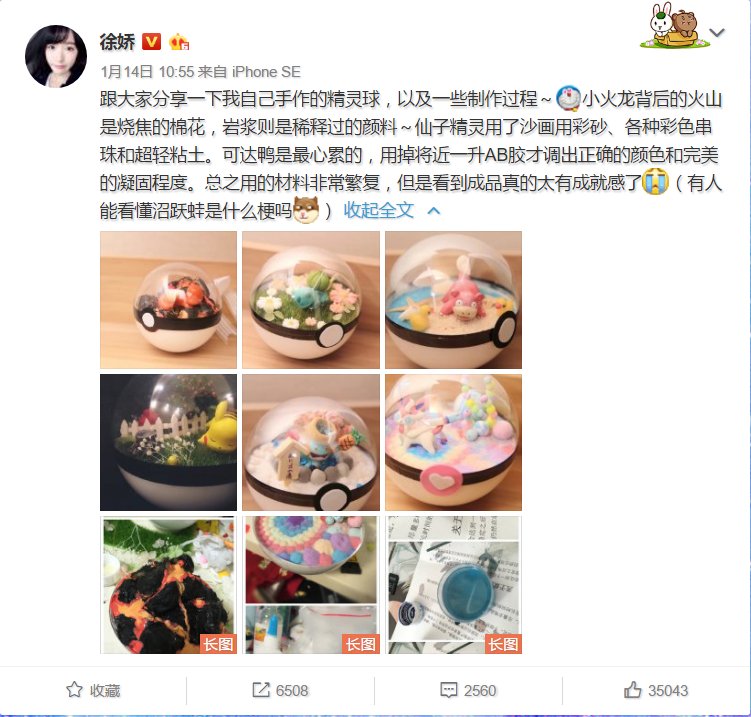 徐娇
1月14日 10:55 来自 iPhone SE
跟大家分享一下我自己手作的精灵球，以及一些制作过程～小火龙背后的火山
是烧焦的棉花，岩浆则是稀释过的颜料～仙子精灵用了沙画用彩砂、各种彩色串
珠和超轻粘土。可达鸭是最心累的，用掉将近一升AB胶才调出正确的颜色和完美
的凝固程度。总之用的材料非常繁复，但是看到成品真的太有成就感了（有人
能看懂沼跃蛙是什么梗吗）收起全文
长图
长图
长图
收藏
6508
2560
35043